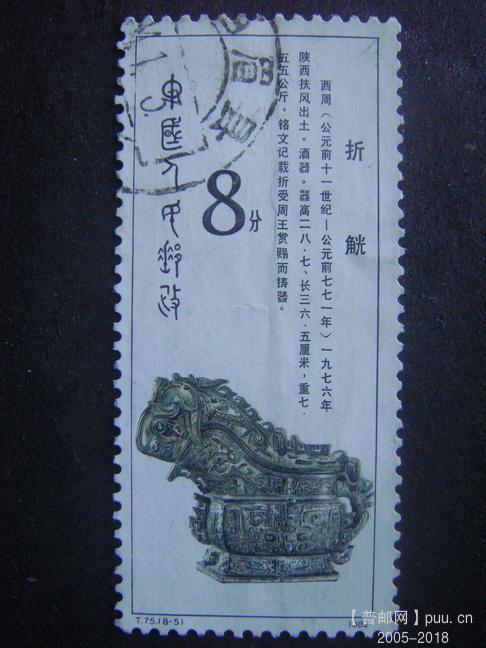 折觥
西周（公元前十一世纪—公元前七七一年）一九七六年
陕西扶风出土。酒器。器高二八·七、长三六·五厘米，重七·
五五公斤。铭文记载折受周王赏赐而铸器。
8分
中国人民邮政
T.75.(8-5)
1982
【普邮网】puu.cn
2005-2018